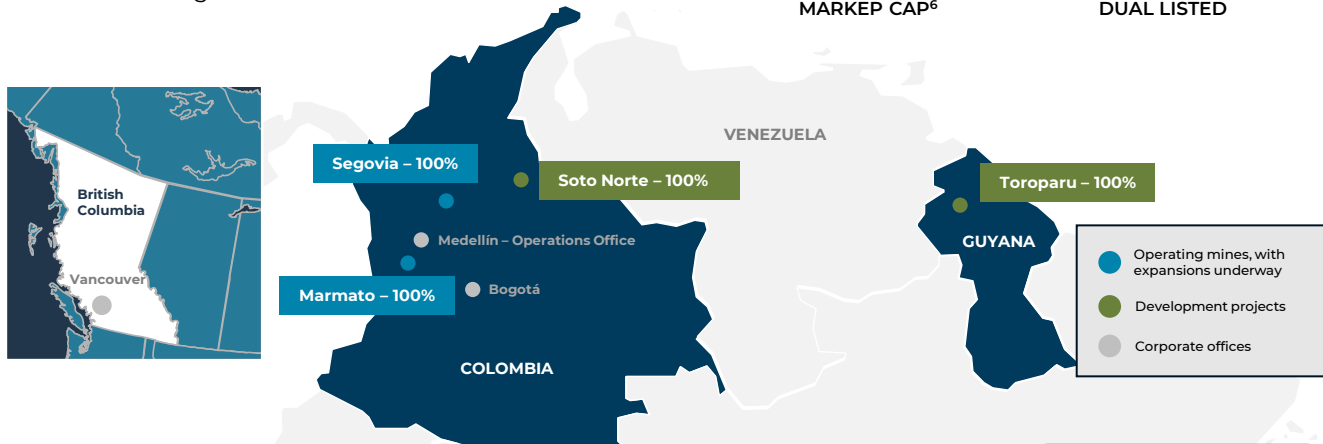 MARKEP CAP⁶
DUAL LISTED
VENEZUELA
Segovia – 100%
Soto Norte – 100%
Toroparu – 100%
British
Columbia
Medellín – Operations Office
GUYANA
Operating mines, with
expansions underway
Vancouver
Marmato – 100%
Bogotá
Development projects
Corporate offices
COLOMBIA